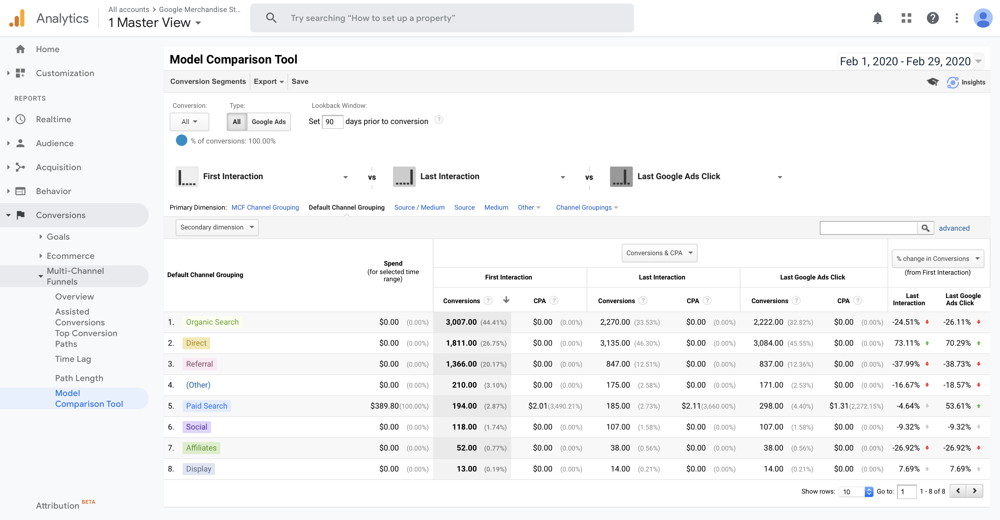 Analytics
All accounts > Google Merchandise St...
1 Master View
Try searching “How to set up a property”
Home
Customization
REPORTS
Realtime
Audience
Acquisition
Behavior
Conversions
Goals
Ecommerce
Multi-Channel
Funnels
Overview
Assisted
Conversions
Top Conversion
Paths
Time Lag
Path Length
Model
Comparison Tool
Attribution BETA
Model Comparison Tool
Feb 1, 2020 - Feb 29, 2020
Conversion Segments Export Save
Insights
Conversion: Type: Lookback Window:
All All Google Ads Set 90 days prior to conversion ?
% of conversions: 100.00%
First Interaction vs Last Interaction vs Last Google Ads Click
Primary Dimension: MCF Channel Grouping Default Channel Grouping Source / Medium Source Medium Other Channel Groupings
Secondary dimension
advanced
Default Channel Grouping
Spend
(for selected time
range)
Conversions & CPA
% change in Conversions
(from First Interaction)
First Interaction Last Interaction Last Google Ads Click
Conversions ? CPA ? Conversions ? CPA ? Conversions ? CPA ?
Last
Interaction
Last Google
Ads Click
1. Organic Search $0.00 (0.00%) 3,007.00 (44.41%) $0.00 (0.00%) 2,270.00 (33.53%) $0.00 (0.00%) 2,222.00 (32.82%) $0.00 (0.00%) -24.51% -26.11%
2. Direct $0.00 (0.00%) 1,811.00 (26.75%) $0.00 (0.00%) 3,135.00 (46.30%) $0.00 (0.00%) 3,084.00 (45.55%) $0.00 (0.00%) 73.11% 70.29%
3. Referral $0.00 (0.00%) 1,366.00 (20.17%) $0.00 (0.00%) 847.00 (12.51%) $0.00 (0.00%) 837.00 (12.36%) $0.00 (0.00%) -37.99% -38.73%
4. (Other) $0.00 (0.00%) 210.00 (3.10%) $0.00 (0.00%) 175.00 (2.58%) $0.00 (0.00%) 171.00 (2.53%) $0.00 (0.00%) -16.67% -18.57%
5. Paid Search $389.80 (100.00%) 194.00 (2.87%) $2.01 (3,490.21%) 185.00 (2.73%) $2.11 (3,660.00%) 298.00 (4.40%) $1.31 (2,272.15%) -4.64% 53.61%
6. Social $0.00 (0.00%) 118.00 (1.74%) $0.00 (0.00%) 107.00 (1.58%) $0.00 (0.00%) 107.00 (1.58%) $0.00 (0.00%) -9.32% -9.32%
7. Affiliates $0.00 (0.00%) 52.00 (0.77%) $0.00 (0.00%) 38.00 (0.56%) $0.00 (0.00%) 38.00 (0.56%) $0.00 (0.00%) -26.92% -26.92%
8. Display $0.00 (0.00%) 13.00 (0.19%) $0.00 (0.00%) 14.00 (0.21%) $0.00 (0.00%) 14.00 (0.21%) $0.00 (0.00%) 7.69% 7.69%
Show rows: 10 Go to: 1 1 - 8 of 8